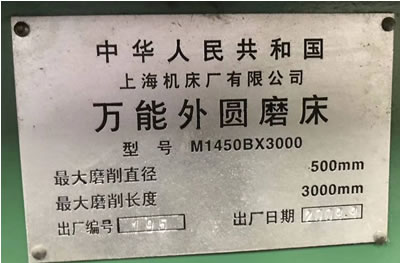 中华人民共和国
上海机床厂有限公司
万能外圆磨床
型号 M1450BX3000
最大磨削直径 500mm
最大磨削长度 3000mm
出厂编号 出厂日期